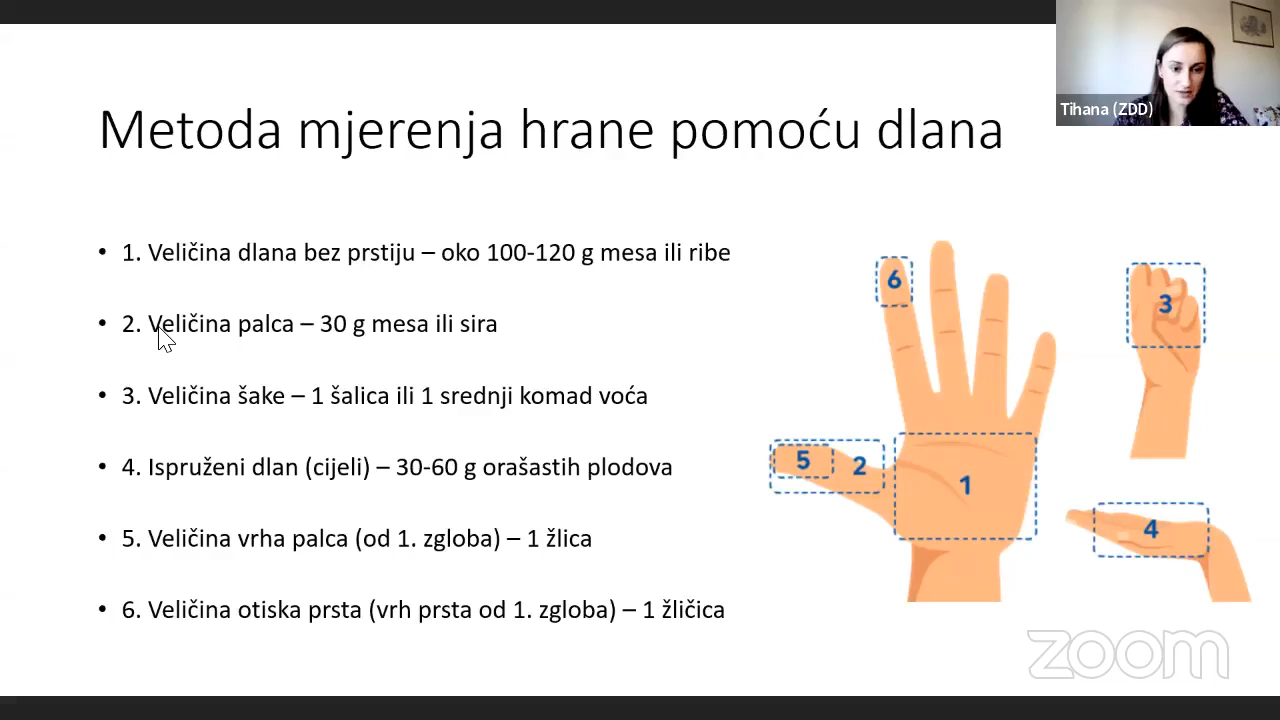 Tihana (ZDD)
Metoda mjerenja hrane pomoću dlana
• 1. Veličina dlana bez prstiju – oko 100-120 g mesa ili ribe
• 2. Veličina palca – 30 g mesa ili sira
• 3. Veličina šake – 1 šalica ili 1 srednji komad voća
• 4. Ispruženi dlan (cijeli) – 30-60 g orašastih plodova
• 5. Veličina vrha palca (od 1. zgloba) – 1 žlica
• 6. Veličina otiska prsta (vrh prsta od 1. zgloba) – 1 žličica
6
3
5
2
1
4
zoom